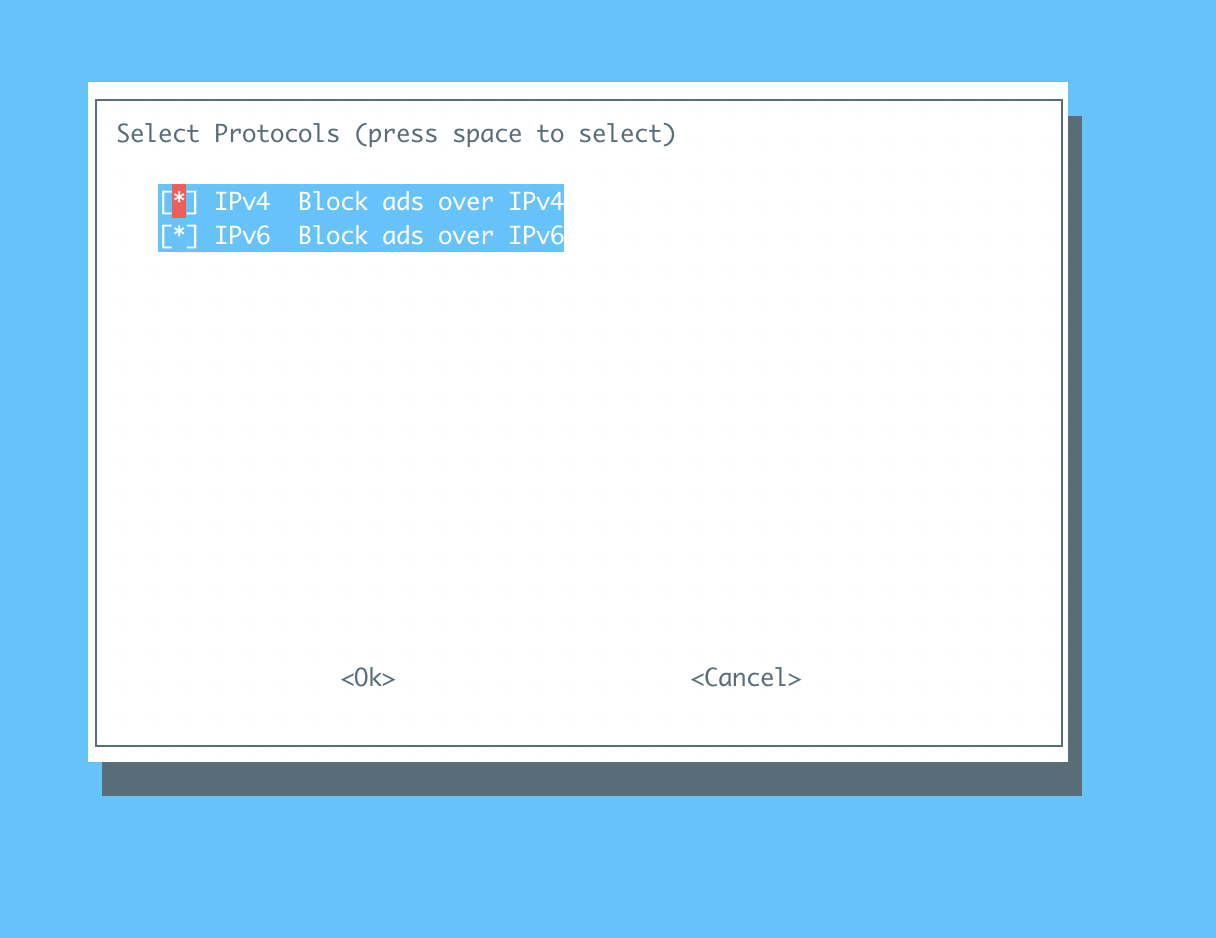 Select Protocols (press space to select)
[*] IPv4  Block ads over IPv4
[*] IPv6  Block ads over IPv6
<Ok>
<Cancel>